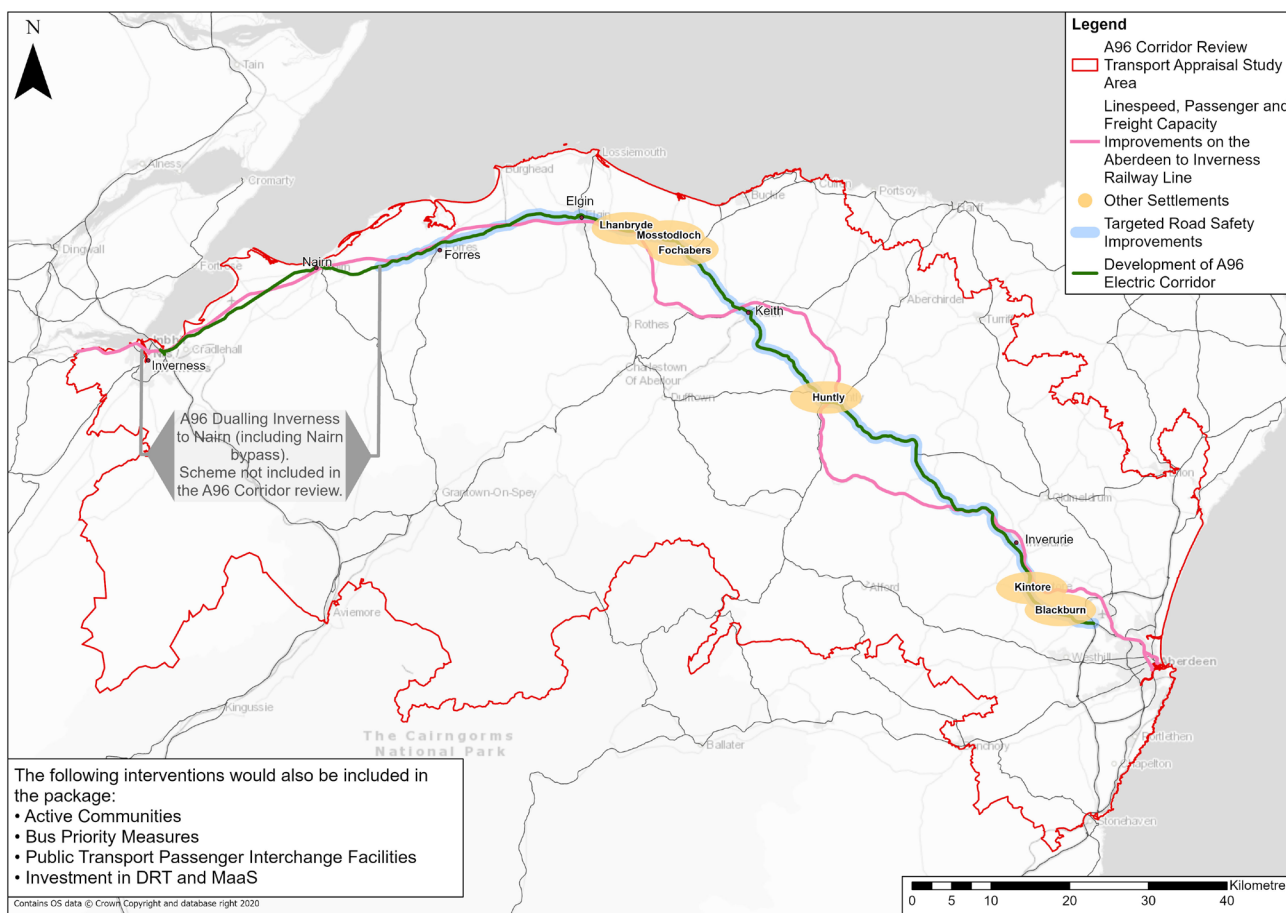 N
Tain
Alness
Cromarty
Dingwall
Fortrose
Nairn
Cradlehall
Inverness
Forres
Burghead
Lossiemouth
Elgin
Elgin
Lhanbryde
Mosstodloch
Fochabers
Buckie
Cullen
Portsoy
Banff
Aberchirder
Turriff
Keith
Rothes
Charlestown
Of Aberlour
Dufftown
Huntly
Grantown-On-Spey
Oldmeldrum
Ellon
Inverurie
Inverurie
Kintore
Blackburn
Alford
Westhill
Aberdeen
Aviemore
Kingussie
The Cairngorms
National Park
Ballater
Banchory
Portlethen
Chapelton
Stonehaven
A96 Dualling Inverness
to Nairn (including Nairn
bypass).
Scheme not included in
the A96 Corridor review.
Legend
A96 Corridor Review
Transport Appraisal Study
Area
Linespeed, Passenger and
Freight Capacity
Improvements on the
Aberdeen to Inverness
Railway Line
Other Settlements
Targeted Road Safety
Improvements
Development of A96
Electric Corridor
The following interventions would also be included in
the package:
• Active Communities
• Bus Priority Measures
• Public Transport Passenger Interchange Facilities
• Investment in DRT and MaaS
Contains OS data © Crown Copyright and database right 2020
Kilometre
0 5 10 20 30 40